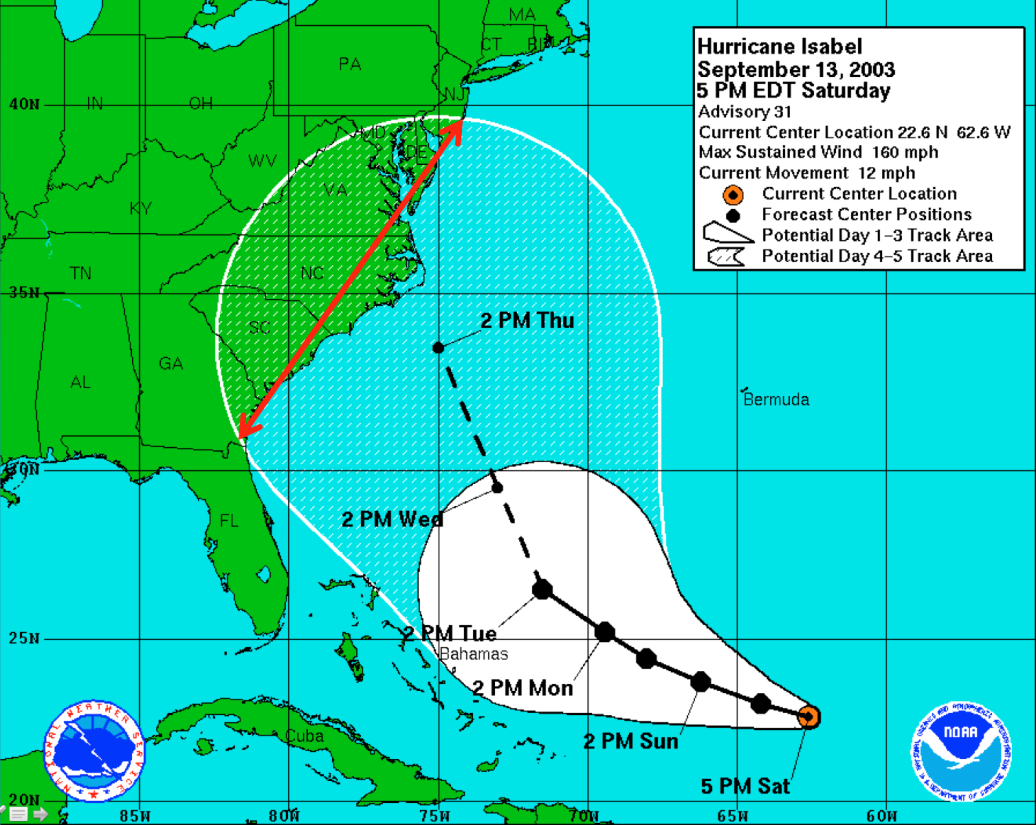 MA
CT
RI
PA
NJ
40N
IN
OH
MD
DE
WV
VA
KY
TN
NC
35N
SC
GA
AL
30N
FL
25N
20N
Hurricane Isabel
September 13, 2003
5 PM EDT Saturday
Advisory 31
Current Center Location 22.6 N 62.6 W
Max Sustained Wind 160 mph
Current Movement 12 mph
Current Center Location
Forecast Center Positions
Potential Day 1-3 Track Area
Potential Day 4-5 Track Area
2 PM Thu
Bermuda
2 PM Wed
2 PM Tue
Bahamas
2 PM Mon
2 PM Sun
Cuba
5 PM Sat
NATIONAL WEATHER SERVICE
NOAA
85W
80W
75W
70W
65W
60W